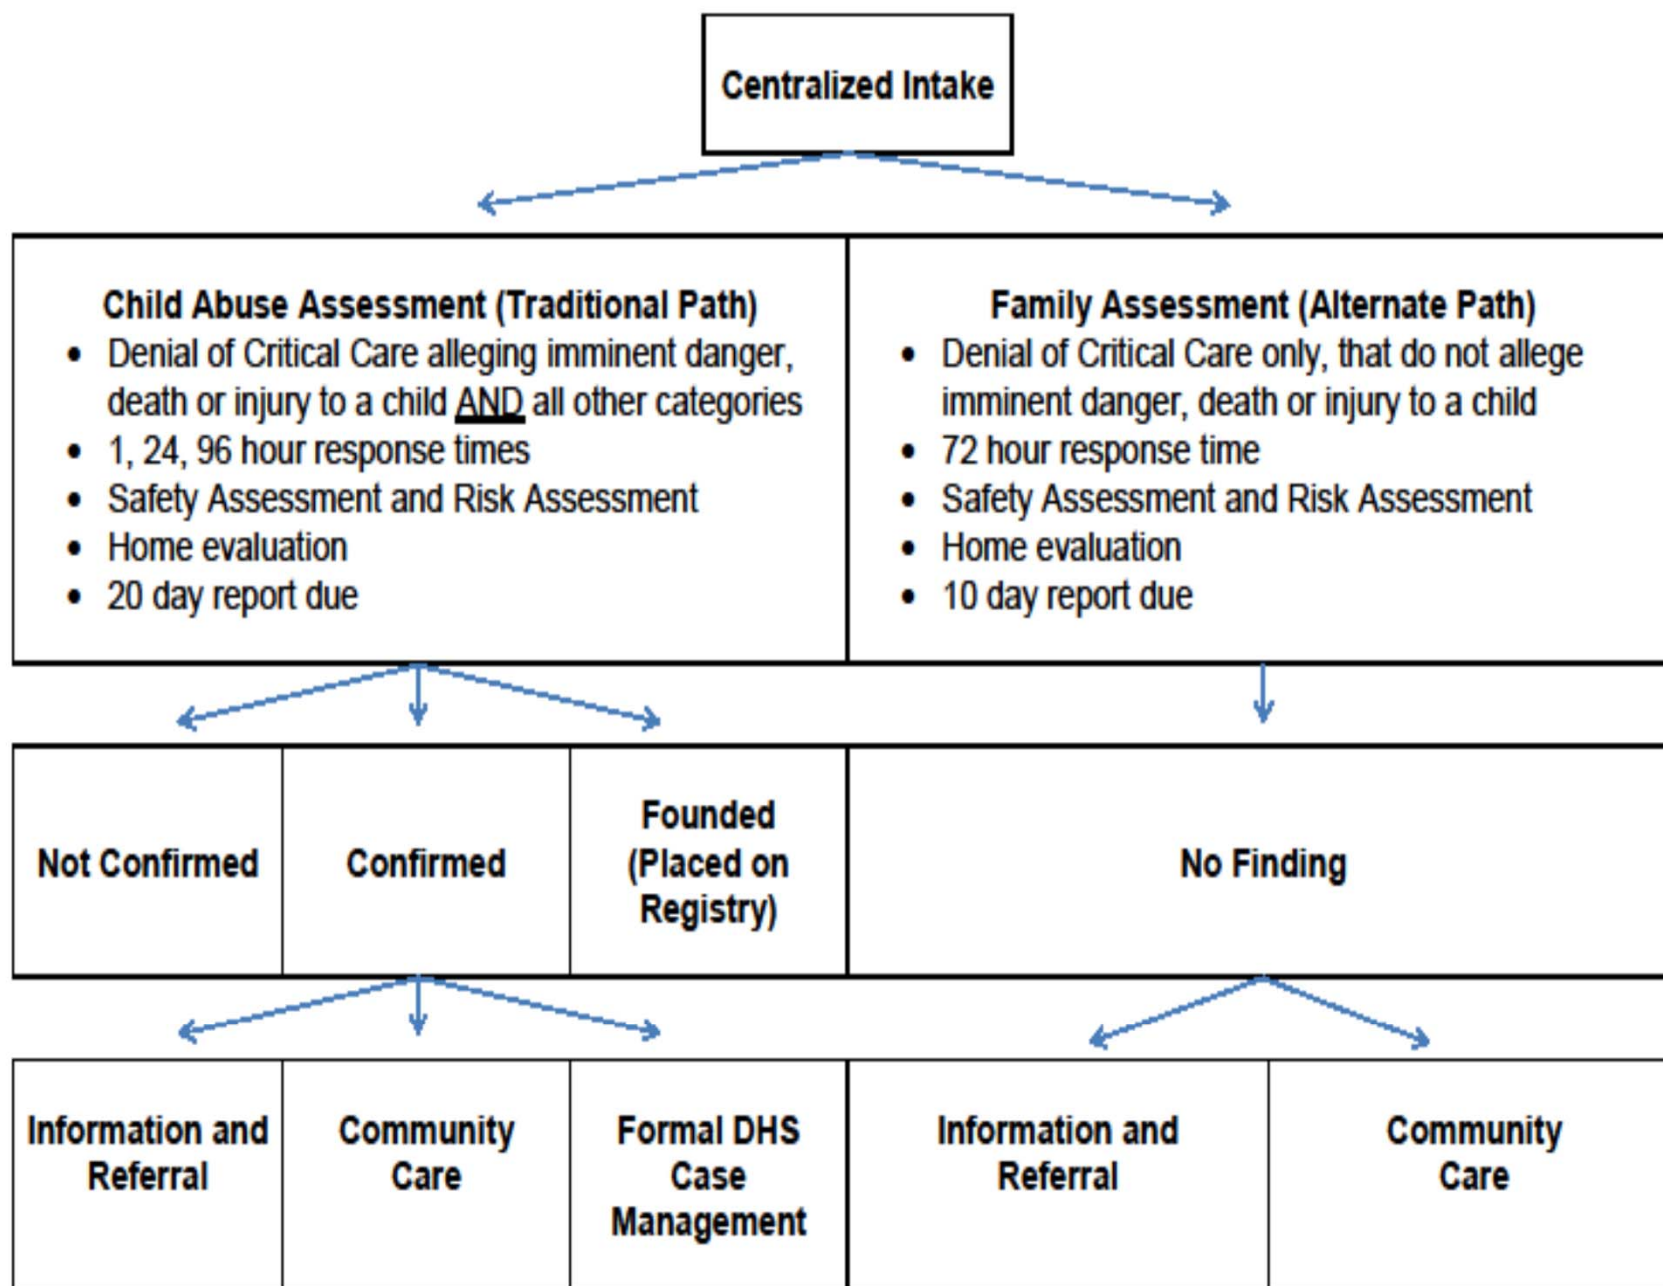 Centralized Intake
Child Abuse Assessment (Traditional Path)
• Denial of Critical Care alleging imminent danger,
death or injury to a child AND all other categories
• 1, 24, 96 hour response times
• Safety Assessment and Risk Assessment
• Home evaluation
• 20 day report due
Family Assessment (Alternate Path)
• Denial of Critical Care only, that do not allege
imminent danger, death or injury to a child
• 72 hour response time
• Safety Assessment and Risk Assessment
• Home evaluation
• 10 day report due
Not Confirmed
Confirmed
Founded
(Placed on
Registry)
No Finding
Information and
Referral
Community
Care
Formal DHS
Case
Management
Information and
Referral
Community
Care